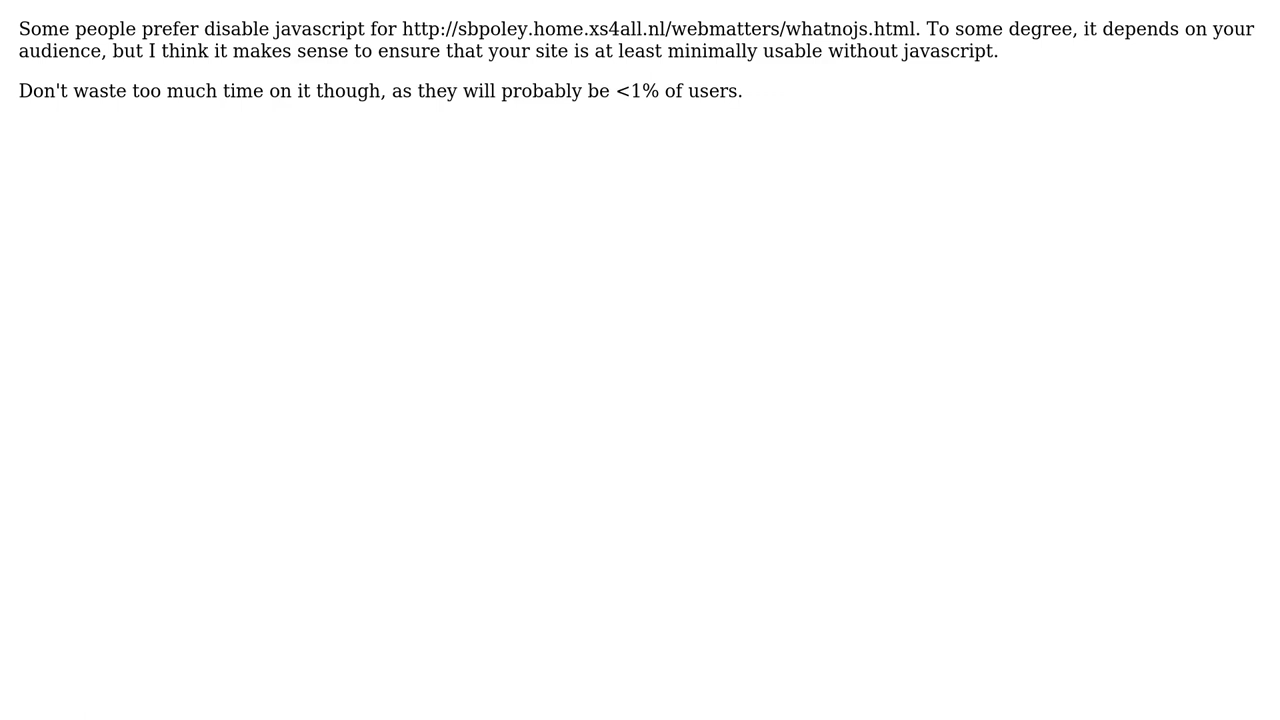 Some people prefer disable javascript for http://sbpoley.home.xs4all.nl/webmatters/whatnojs.html. To some degree, it depends on your
audience, but I think it makes sense to ensure that your site is at least minimally usable without javascript.
Don't waste too much time on it though, as they will probably be <1% of users.